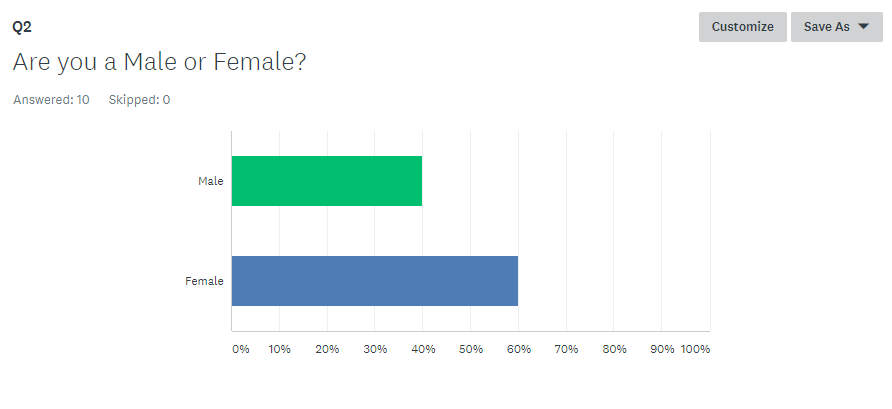 Q2
Customize
Save As
Are you a Male or Female?
Answered: 10 Skipped: 0
Male
Female
0% 10% 20% 30% 40% 50% 60% 70% 80% 90% 100%